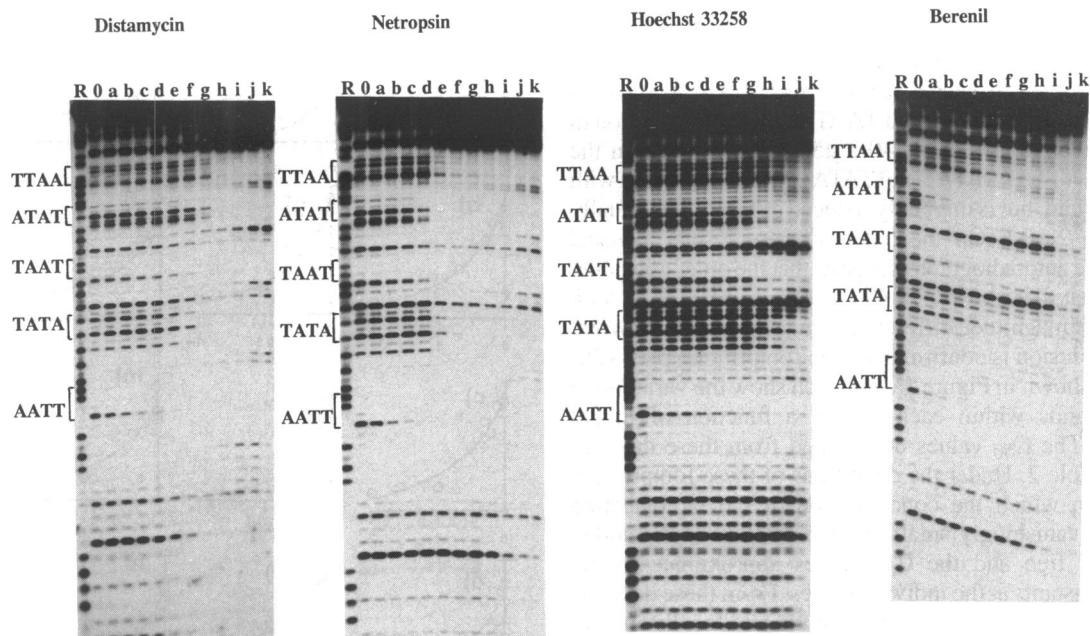 Distamycin
Netropsin
Hoechst 33258
Berenil
R 0 a b c d e f g h i j k
R 0 a b c d e f g h i j k
R 0 a b c d e f g h i j k
R 0 a b c d e f g h i j k
TTAA
ATAT
TAAT
TATA
AATT
TTAA
ATAT
TAAT
TATA
AATT
TTAA
ATAT
TAAT
TATA
AATT
TTAA
ATAT
TAAT
TATA
AATT